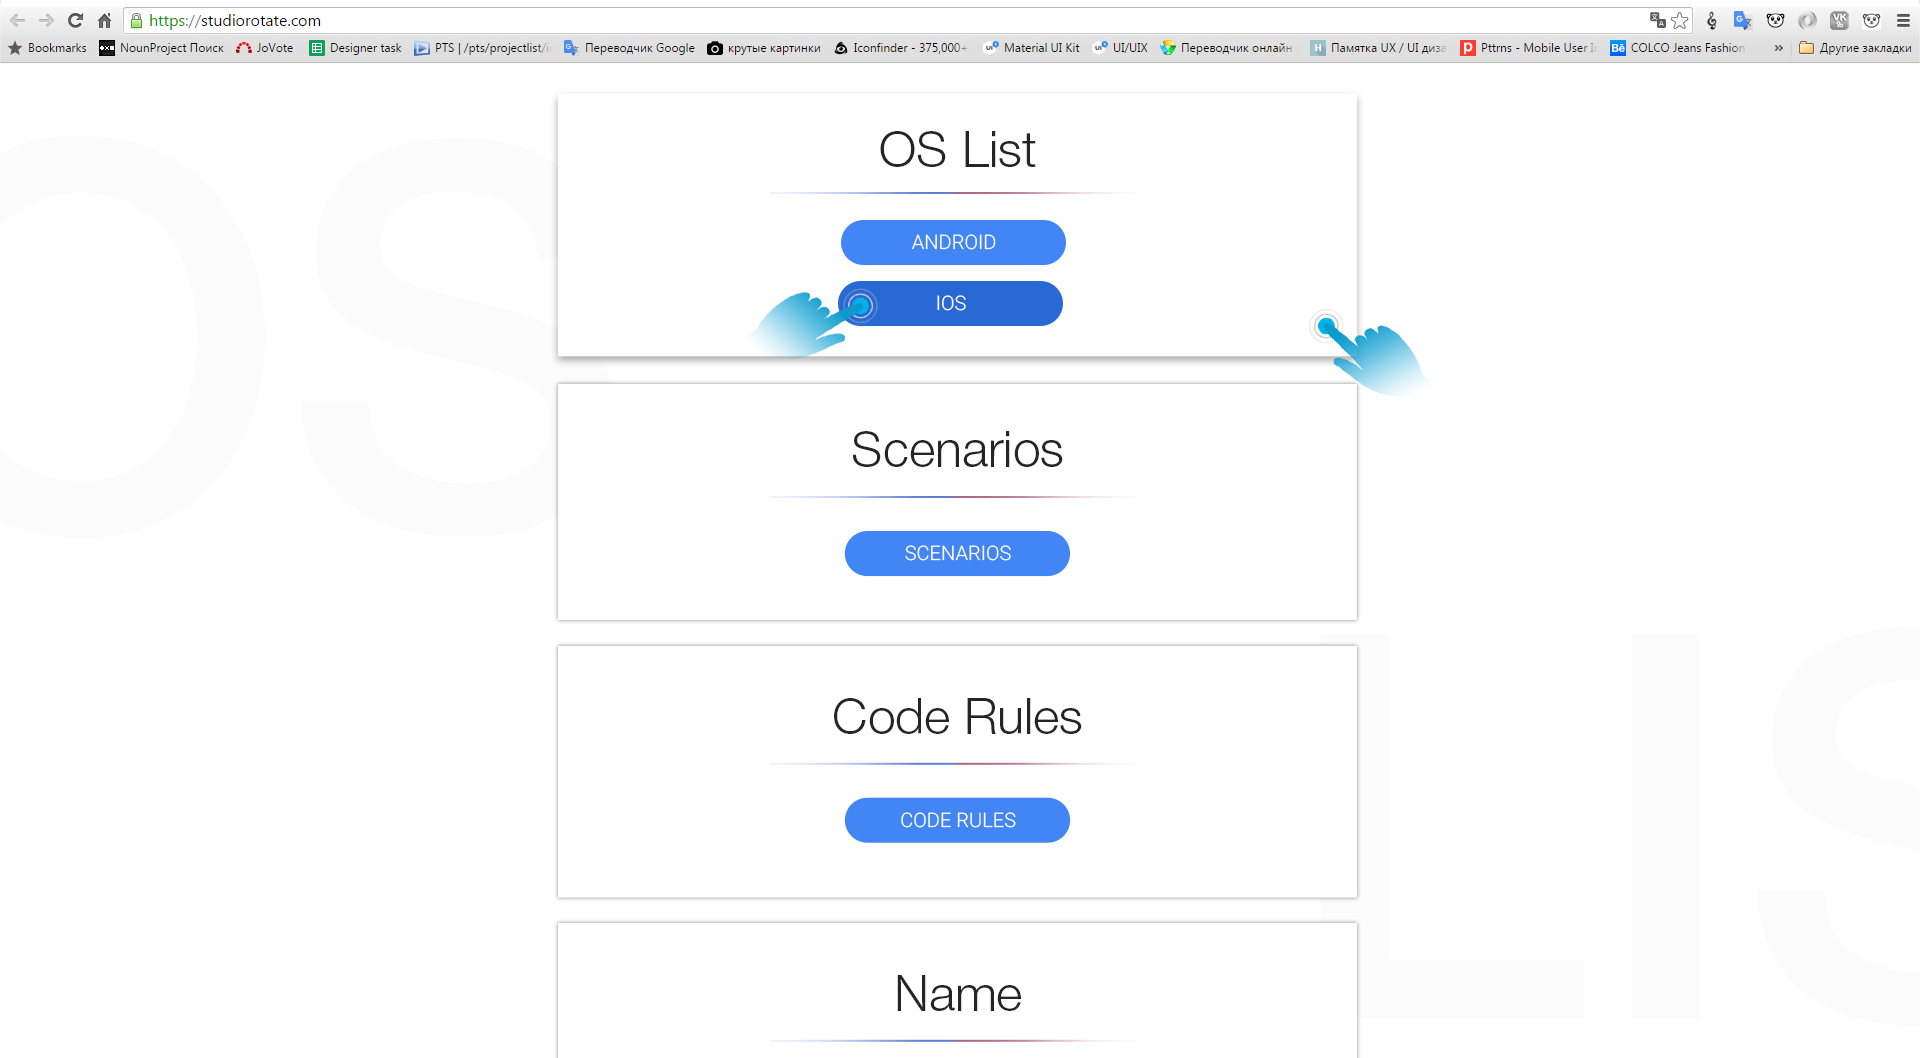 https://studiorotate.com
Bookmarks NounProject Поиск JoVote Designer task PTS | /pts/projectlist/i Переводчик Google крутые картинки Iconfinder - 375,000+ Material UI Kit UI/UIX Переводчик онлайн Памятка UX / UI диза Pttrns - Mobile User I COLCO Jeans Fashion » Другие закладки
OS List
ANDROID
IOS
Scenarios
SCENARIOS
Code Rules
CODE RULES
Name
OS
LIS